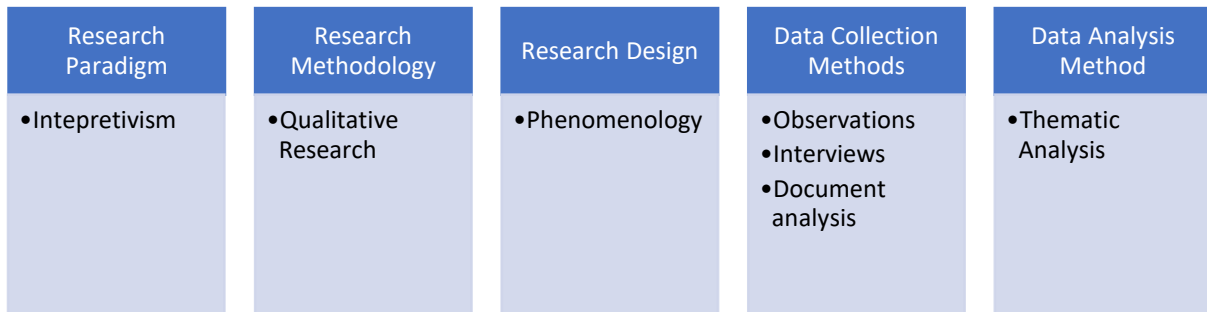 Research
Paradigm
•Intepretivism
Research
Methodology
•Qualitative
Research
Research Design
•Phenomenology
Data Collection
Methods
•Observations
•Interviews
•Document
analysis
Data Analysis
Method
•Thematic
Analysis